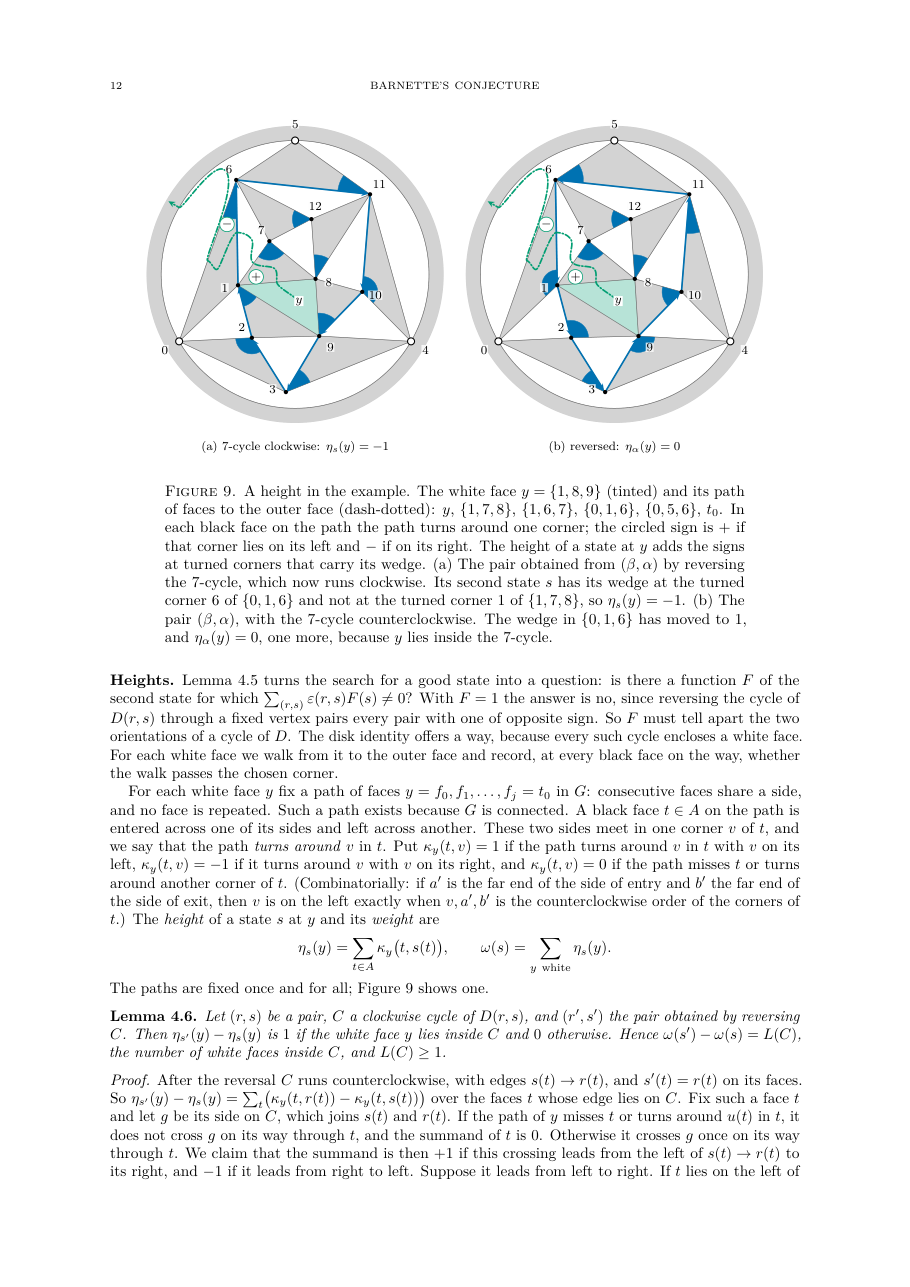 12
BARNETTE'S CONJECTURE
5
6
11
12
7
−
+
8
1
y
10
2
9
0
4
3
5
6
11
12
7
−
+
8
1
y
10
2
9
0
4
3
(a) 7-cycle clockwise: ηₛ(y) = −1
(b) reversed: η_α(y) = 0
FIGURE 9. A height in the example. The white face y = {1, 8, 9} (tinted) and its path
of faces to the outer face (dash-dotted): y, {1, 7, 8}, {1, 6, 7}, {0, 1, 6}, {0, 5, 6}, t₀. In
each black face on the path the path turns around one corner; the circled sign is + if
that corner lies on its left and − if on its right. The height of a state at y adds the signs
at turned corners that carry its wedge. (a) The pair obtained from (β, α) by reversing
the 7-cycle, which now runs clockwise. Its second state s has its wedge at the turned
corner 6 of {0, 1, 6} and not at the turned corner 1 of {1, 7, 8}, so ηₛ(y) = −1. (b) The
pair (β, α), with the 7-cycle counterclockwise. The wedge in {0, 1, 6} has moved to 1,
and η_α(y) = 0, one more, because y lies inside the 7-cycle.
Heights. Lemma 4.5 turns the search for a good state into a question: is there a function F of the
second state for which ∑_(r,s) ε(r, s)F(s) ≠ 0? With F = 1 the answer is no, since reversing the cycle of
D(r, s) through a fixed vertex pairs every pair with one of opposite sign. So F must tell apart the two
orientations of a cycle of D. The disk identity offers a way, because every such cycle encloses a white face.
For each white face we walk from it to the outer face and record, at every black face on the way, whether
the walk passes the chosen corner.
For each white face y fix a path of faces y = f₀, f₁, . . . , fⱼ = t₀ in G: consecutive faces share a side,
and no face is repeated. Such a path exists because G is connected. A black face t ∈ A on the path is
entered across one of its sides and left across another. These two sides meet in one corner v of t, and
we say that the path turns around v in t. Put κ_y(t, v) = 1 if the path turns around v in t with v on its
left, κ_y(t, v) = −1 if it turns around v with v on its right, and κ_y(t, v) = 0 if the path misses t or turns
around another corner of t. (Combinatorially: if a′ is the far end of the side of entry and b′ the far end of
the side of exit, then v is on the left exactly when v, a′, b′ is the counterclockwise order of the corners of
t.) The height of a state s at y and its weight are
ηₛ(y) = ∑_{t∈A} κ_y(t, s(t)), ω(s) = ∑_{y white} ηₛ(y).
The paths are fixed once and for all; Figure 9 shows one.
Lemma 4.6. Let (r, s) be a pair, C a clockwise cycle of D(r, s), and (r′, s′) the pair obtained by reversing
C. Then η_{s′}(y) − ηₛ(y) is 1 if the white face y lies inside C and 0 otherwise. Hence ω(s′) − ω(s) = L(C),
the number of white faces inside C, and L(C) ≥ 1.
Proof. After the reversal C runs counterclockwise, with edges s(t) → r(t), and s′(t) = r(t) on its faces.
So η_{s′}(y) − ηₛ(y) = ∑ₜ(κ_y(t, r(t)) − κ_y(t, s(t))) over the faces t whose edge lies on C. Fix such a face t
and let g be its side on C, which joins s(t) and r(t). If the path of y misses t or turns around u(t) in t, it
does not cross g on its way through t, and the summand of t is 0. Otherwise it crosses g once on its way
through t. We claim that the summand is then +1 if this crossing leads from the left of s(t) → r(t) to
its right, and −1 if it leads from right to left. Suppose it leads from left to right. If t lies on the left of